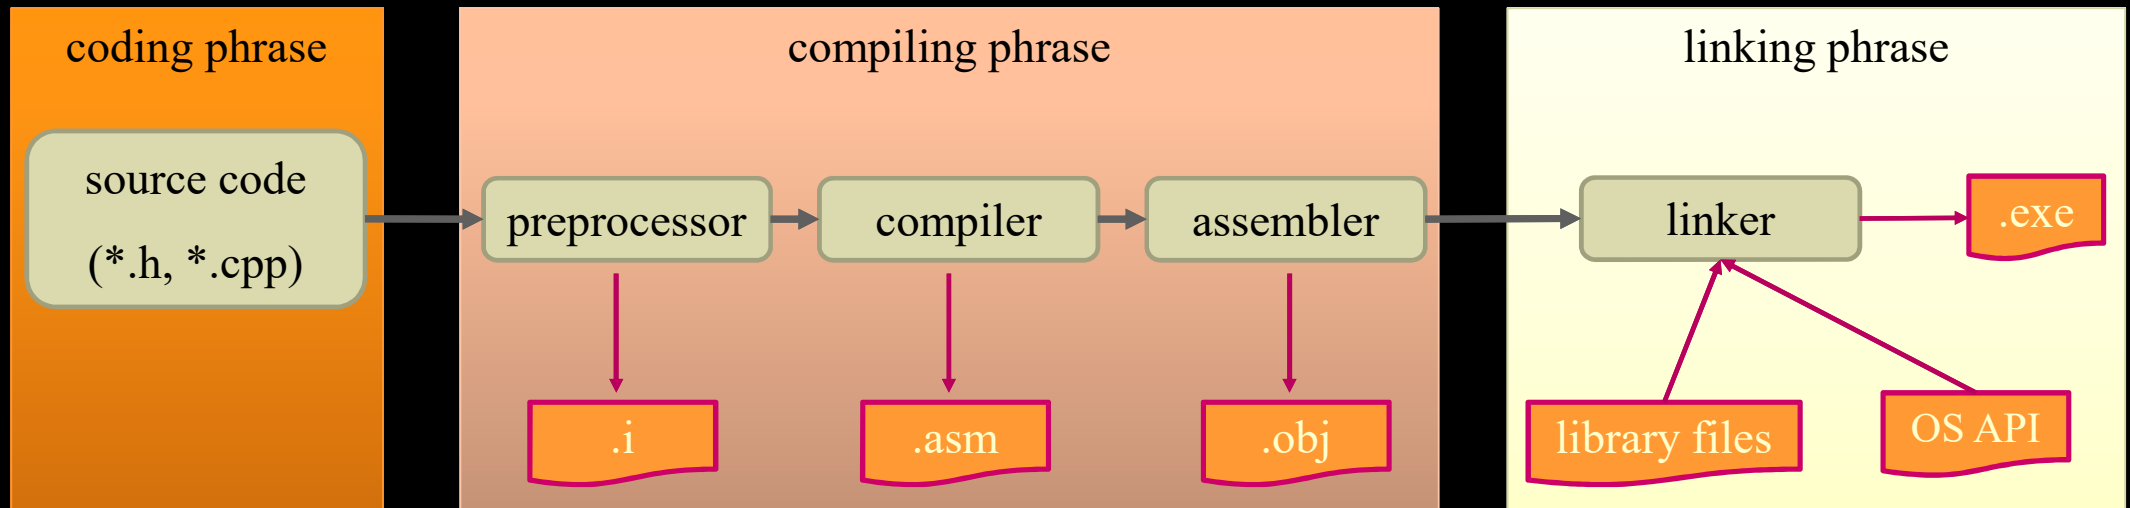 coding phrase
source code
(*.h, *.cpp)
compiling phrase
preprocessor
compiler
assembler
.i
.asm
.obj
linking phrase
linker
.exe
library files
OS API